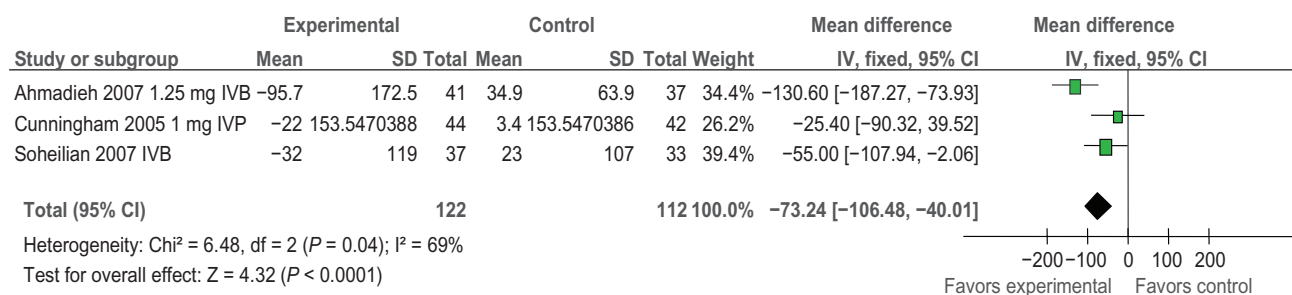 Experimental Control Mean difference Mean difference
Study or subgroup Mean SD Total Mean SD Total Weight IV, fixed, 95% CI IV, fixed, 95% CI
Ahmadieh 2007 1.25 mg IVB −95.7 172.5 41 34.9 63.9 37 34.4% −130.60 [−187.27, −73.93]
Cunningham 2005 1 mg IVP −22 153.5470388 44 3.4 153.5470386 42 26.2% −25.40 [−90.32, 39.52]
Soheilian 2007 IVB −32 119 37 23 107 33 39.4% −55.00 [−107.94, −2.06]
Total (95% CI) 122 112 100.0% −73.24 [−106.48, −40.01]
Heterogeneity: Chi² = 6.48, df = 2 (P = 0.04); I² = 69%
Test for overall effect: Z = 4.32 (P < 0.0001)
−200 −100 0 100 200
Favors experimental Favors control